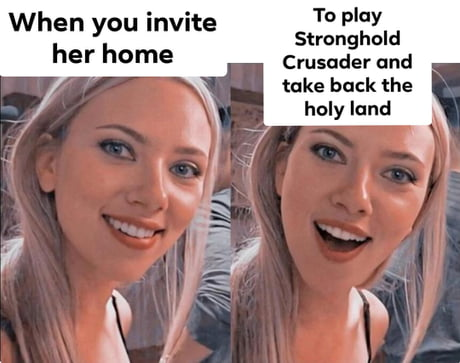 When you invite
her home
To play
Stronghold
Crusader and
take back the
holy land